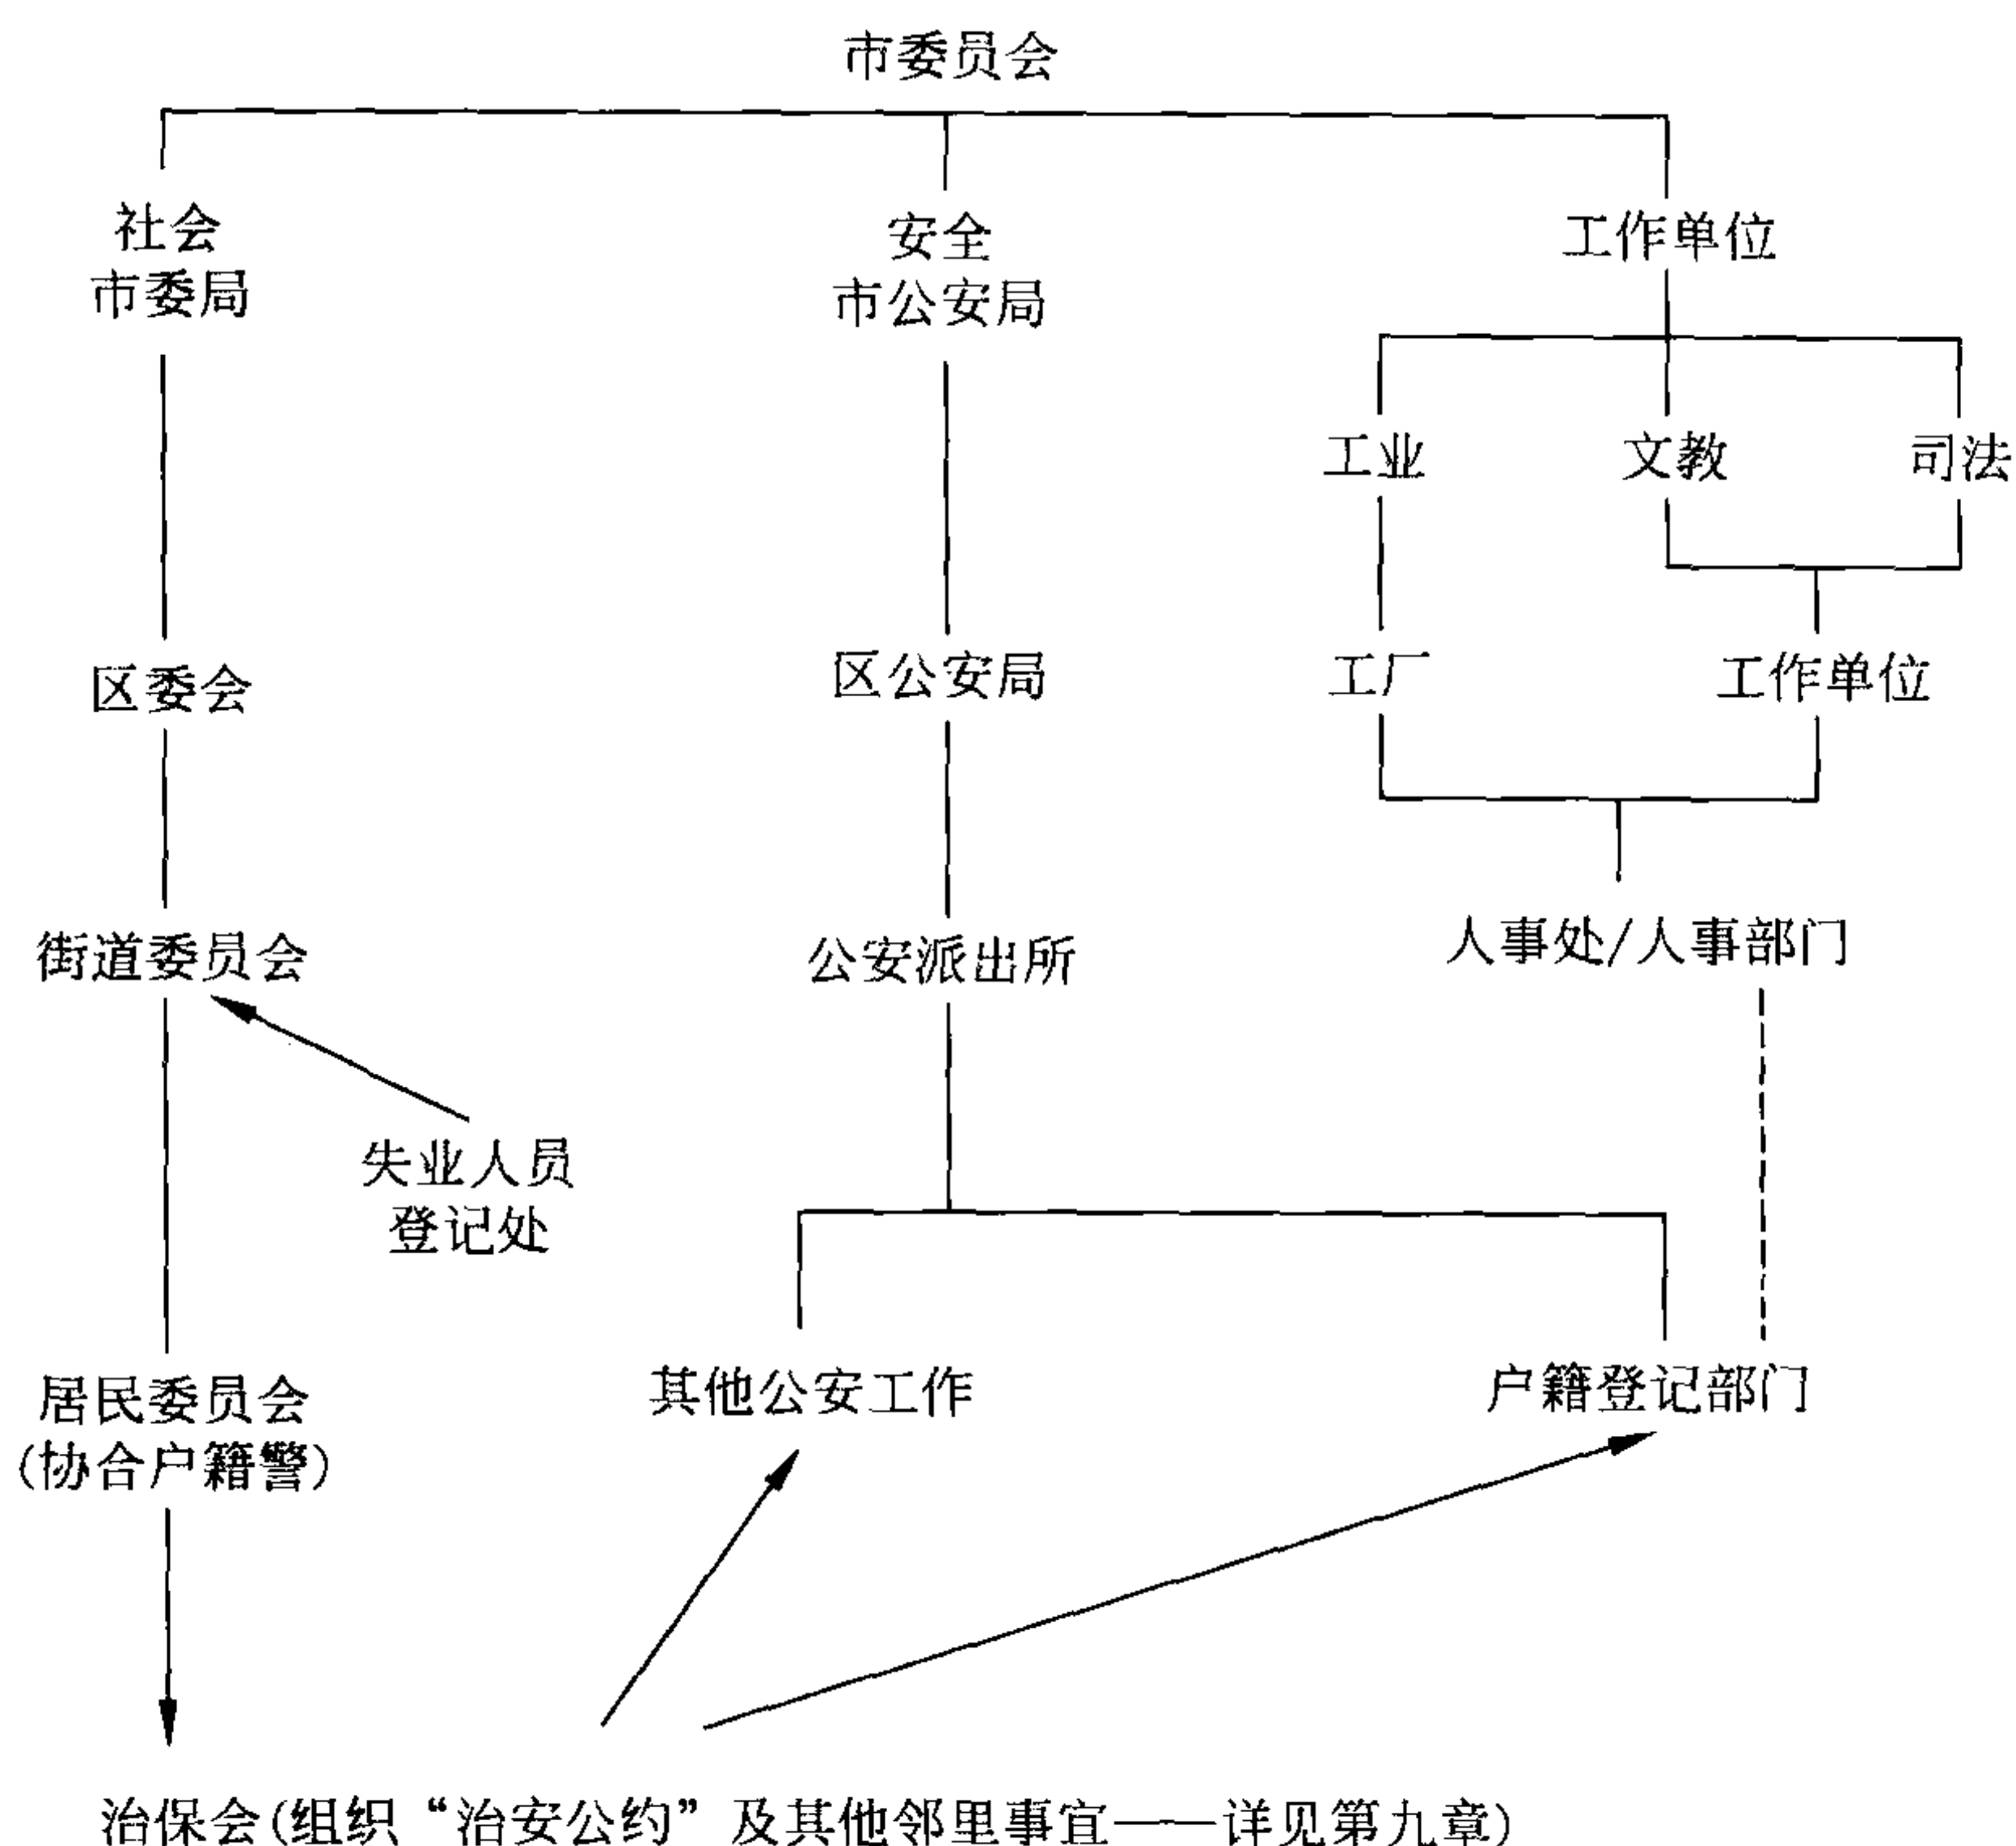 市委员会
社会
市委局
安全
市公安局
工作单位
工业
文教
司法
区委会
区公安局
工厂
工作单位
街道委员会
公安派出所
人事处/人事部门
失业人员
登记处
居民委员会
(协合户籍警)
其他公安工作
户籍登记部门
治保会(组织“治安公约”及其他邻里事宜——详见第九章)